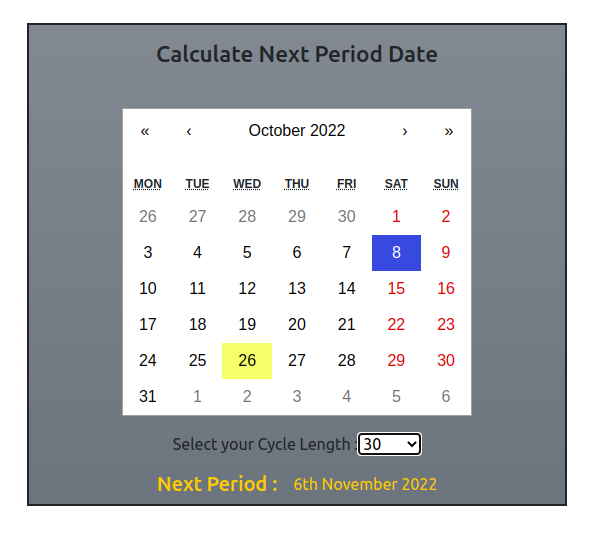 Calculate Next Period Date
« ‹ October 2022 › »
MON TUE WED THU FRI SAT SUN
26 27 28 29 30 1 2
3 4 5 6 7 8 9
10 11 12 13 14 15 16
17 18 19 20 21 22 23
24 25 26 27 28 29 30
31 1 2 3 4 5 6
Select your Cycle Length : 30
Next Period : 6th November 2022